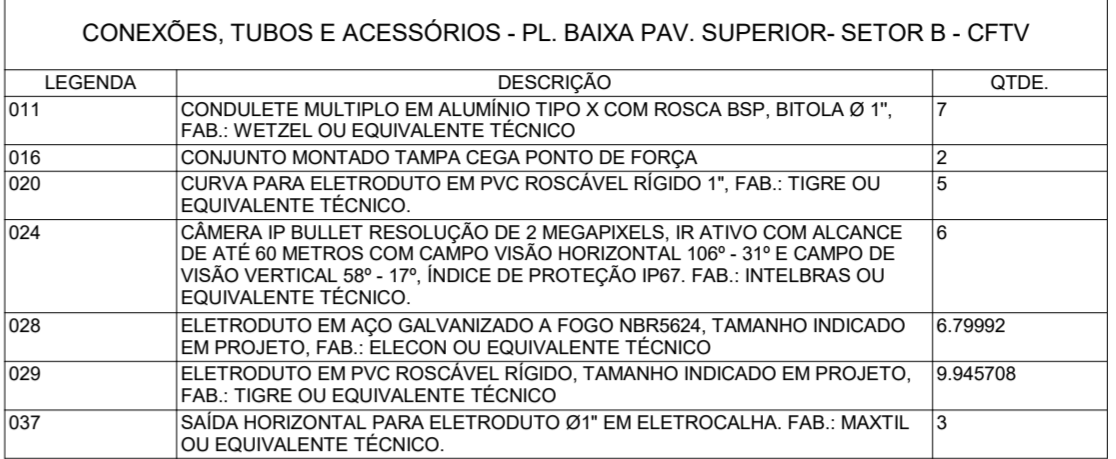 CONEXÕES, TUBOS E ACESSÓRIOS - PL. BAIXA PAV. SUPERIOR- SETOR B - CFTV
LEGENDA DESCRIÇÃO QTDE.
011 CONDULETE MULTIPLO EM ALUMÍNIO TIPO X COM ROSCA BSP, BITOLA Ø 1", 7
FAB.: WETZEL OU EQUIVALENTE TÉCNICO
016 CONJUNTO MONTADO TAMPA CEGA PONTO DE FORÇA 2
020 CURVA PARA ELETRODUTO EM PVC ROSCÁVEL RÍGIDO 1", FAB.: TIGRE OU 5
EQUIVALENTE TÉCNICO.
024 CÂMERA IP BULLET RESOLUÇÃO DE 2 MEGAPIXELS, IR ATIVO COM ALCANCE 6
DE ATÉ 60 METROS COM CAMPO VISÃO HORIZONTAL 106º - 31º E CAMPO DE
VISÃO VERTICAL 58º - 17º, ÍNDICE DE PROTEÇÃO IP67. FAB.: INTELBRAS OU
EQUIVALENTE TÉCNICO.
028 ELETRODUTO EM AÇO GALVANIZADO A FOGO NBR5624, TAMANHO INDICADO 6.79992
EM PROJETO, FAB.: ELECON OU EQUIVALENTE TÉCNICO
029 ELETRODUTO EM PVC ROSCÁVEL RÍGIDO, TAMANHO INDICADO EM PROJETO, 9.945708
FAB.: TIGRE OU EQUIVALENTE TÉCNICO
037 SAÍDA HORIZONTAL PARA ELETRODUTO Ø1" EM ELETROCALHA. FAB.: MAXTIL 3
OU EQUIVALENTE TÉCNICO.